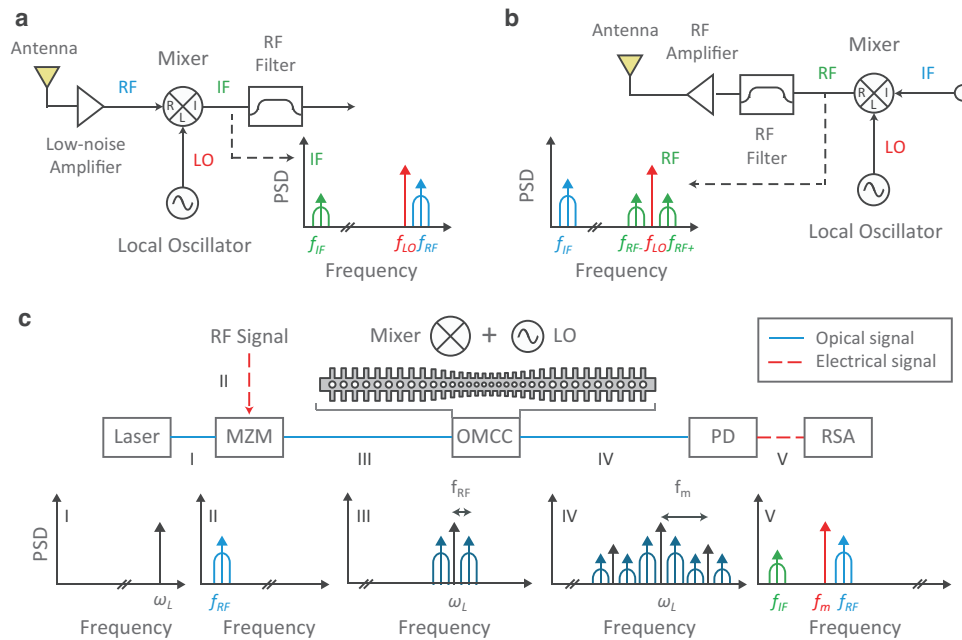 a
Antenna
RF
Mixer
IF
RF
Filter
R
I
L
Low-noise
Amplifier
LO
Local Oscillator
PSD
IF
f_IF
f_LO
f_RF
Frequency
b
Antenna
RF
Amplifier
Mixer
RF
IF
R
I
L
RF
Filter
LO
Local Oscillator
PSD
RF
f_IF
f_RF-
f_LO
f_RF+
Frequency
c
RF Signal
Mixer + LO
Optical signal
Electrical signal
II
Laser
MZM
OMCC
PD
RSA
I
III
IV
V
PSD
I
ω_L
Frequency
II
f_RF
Frequency
III
f_RF
ω_L
Frequency
IV
f_m
ω_L
Frequency
V
f_IF
f_m
f_RF
Frequency